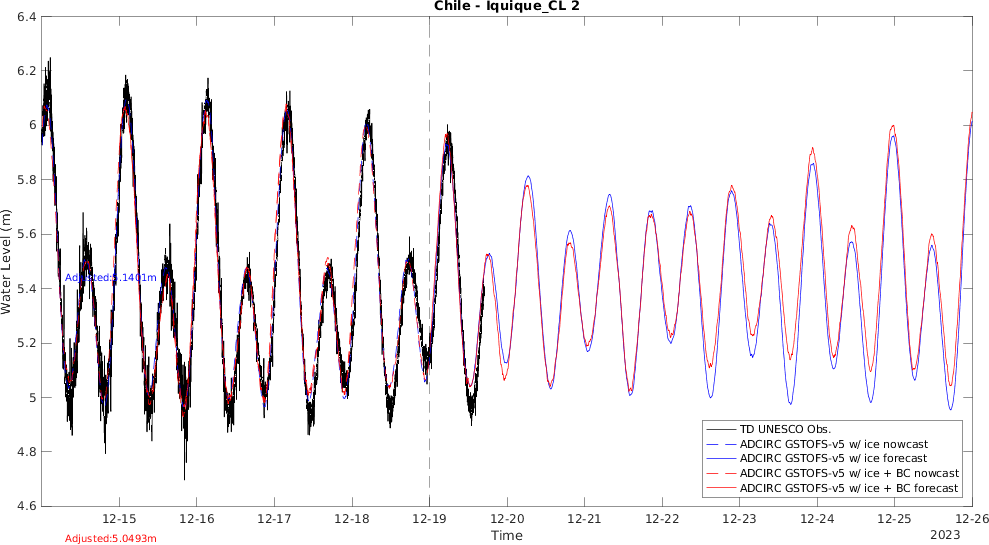 Chile - Iquique_CL 2
6.4
6.2
6
5.8
5.6
5.4
5.2
5
4.8
4.6
Water Level (m)
Adjusted:5.1401m
TD UNESCO Obs.
ADCIRC GSTOFS-v5 w/ ice nowcast
ADCIRC GSTOFS-v5 w/ ice forecast
ADCIRC GSTOFS-v5 w/ ice + BC nowcast
ADCIRC GSTOFS-v5 w/ ice + BC forecast
12-15 12-16 12-17 12-18 12-19 12-20 12-21 12-22 12-23 12-24 12-25 12-26
Time
2023
Adjusted:5.0493m